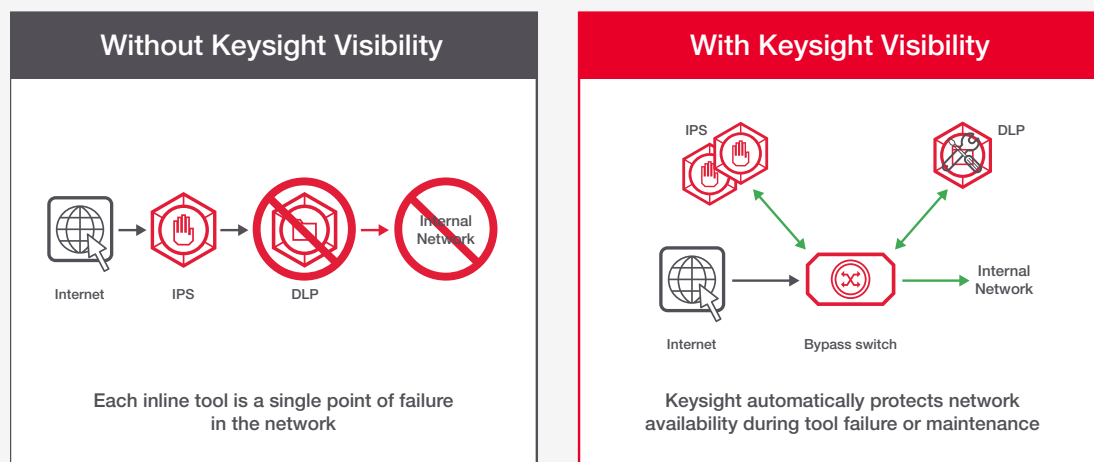 Without Keysight Visibility
Internal
Network
Internet
IPS
DLP
Each inline tool is a single point of failure
in the network
With Keysight Visibility
IPS
DLP
Internal
Network
Internet
Bypass switch
Keysight automatically protects network
availability during tool failure or maintenance